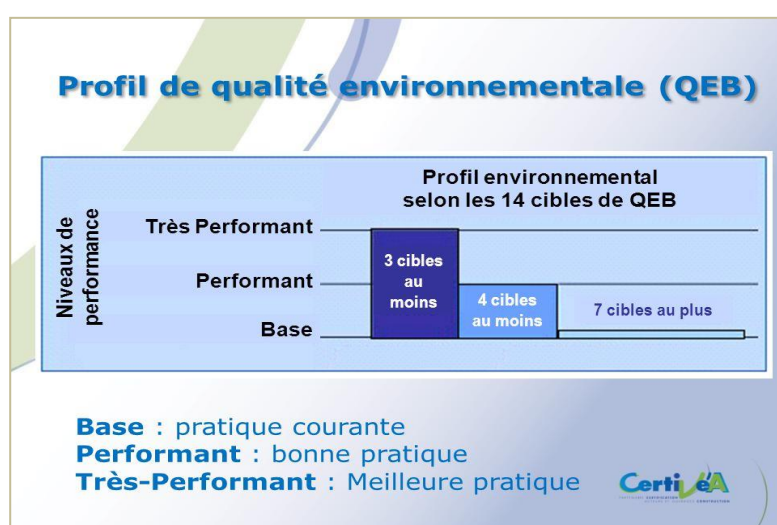 Profil de qualité environnementale (QEB)
Profil environnemental
selon les 14 cibles de QEB
Niveaux de
performance
Très Performant
Performant
Base
3 cibles
au
moins
4 cibles
au moins
7 cibles au plus
Base : pratique courante
Performant : bonne pratique
Très-Performant : Meilleure pratique
CertivéA